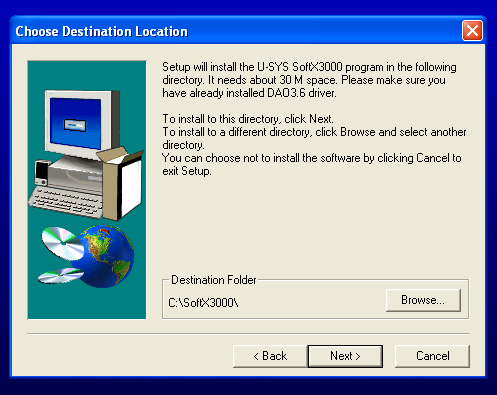 Choose Destination Location
Setup will install the U-SYS SoftX3000 program in the following
directory. It needs about 30 M space. Please make sure you
have already installed DAO3.6 driver.
To install to this directory, click Next.
To install to a different directory, click Browse and select another
directory.
You can choose not to install the software by clicking Cancel to
exit Setup.
Destination Folder
C:\SoftX3000\
Browse...
< Back
Next >
Cancel